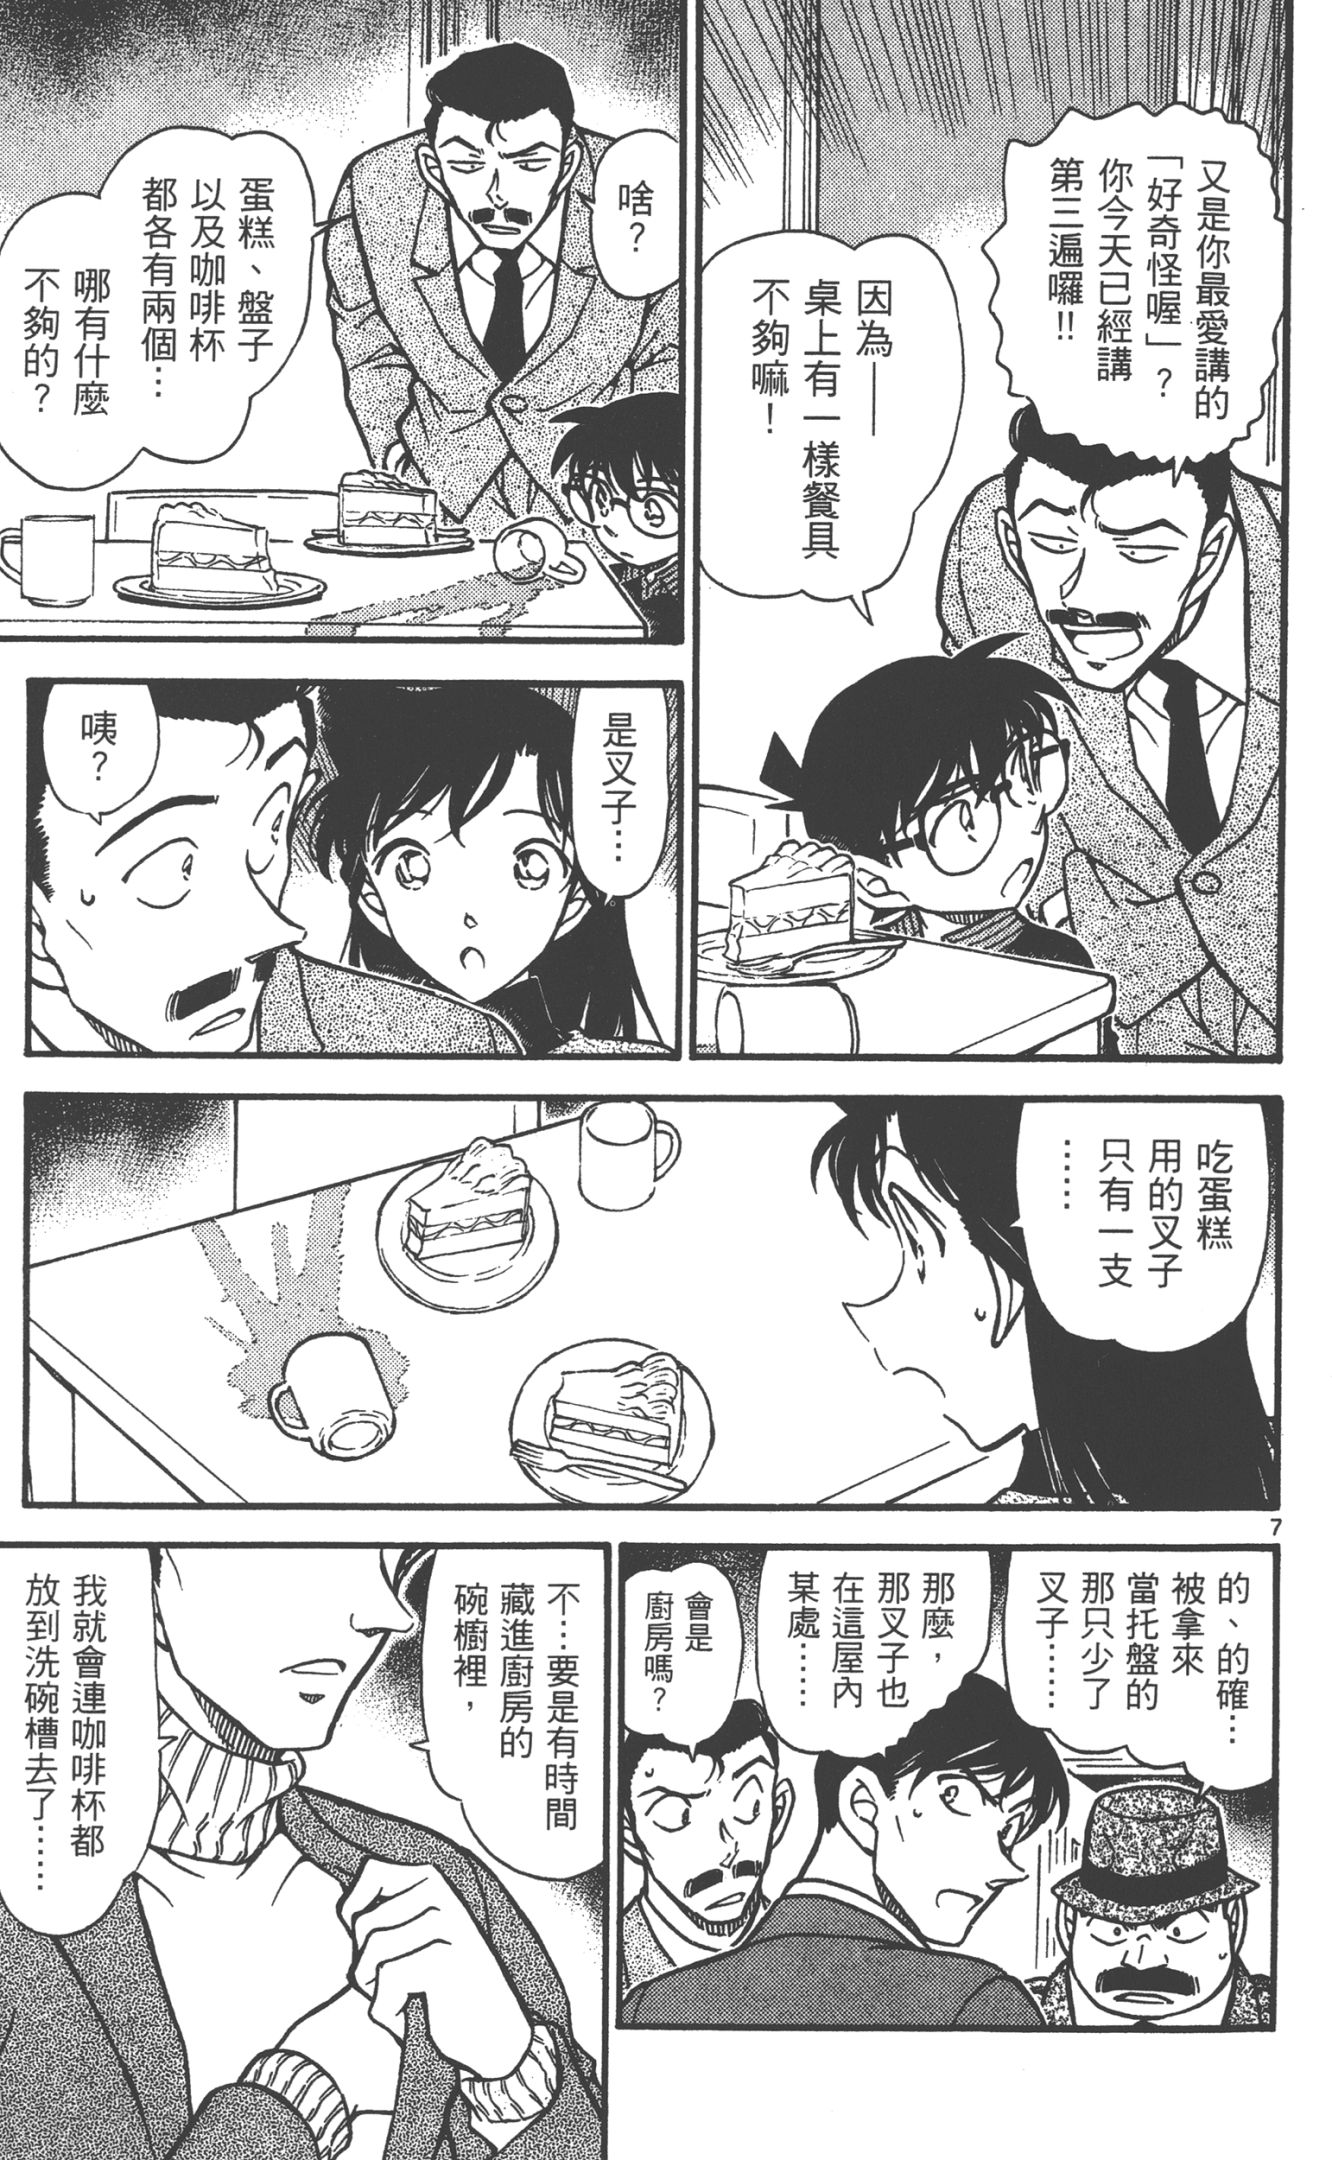 又是你最愛講的
「好奇怪喔」?
你今天已經講
第三遍囉!!
因為——
桌上有一樣餐具
不夠嘛!
啥?
蛋糕、盤子
以及咖啡杯
都各有兩個…
哪有什麼
不夠的?
是叉子…
咦?
吃蛋糕
用的叉子
只有一支
……
7
的、的確…
被拿來
當托盤的
那只少了
叉子……
那麼,
那叉子也
在這屋內
某處……
會是
廚房嗎?
不…要是有時間
藏進廚房的
碗櫥裡,
我就會連咖啡杯都
放到洗碗槽去了……